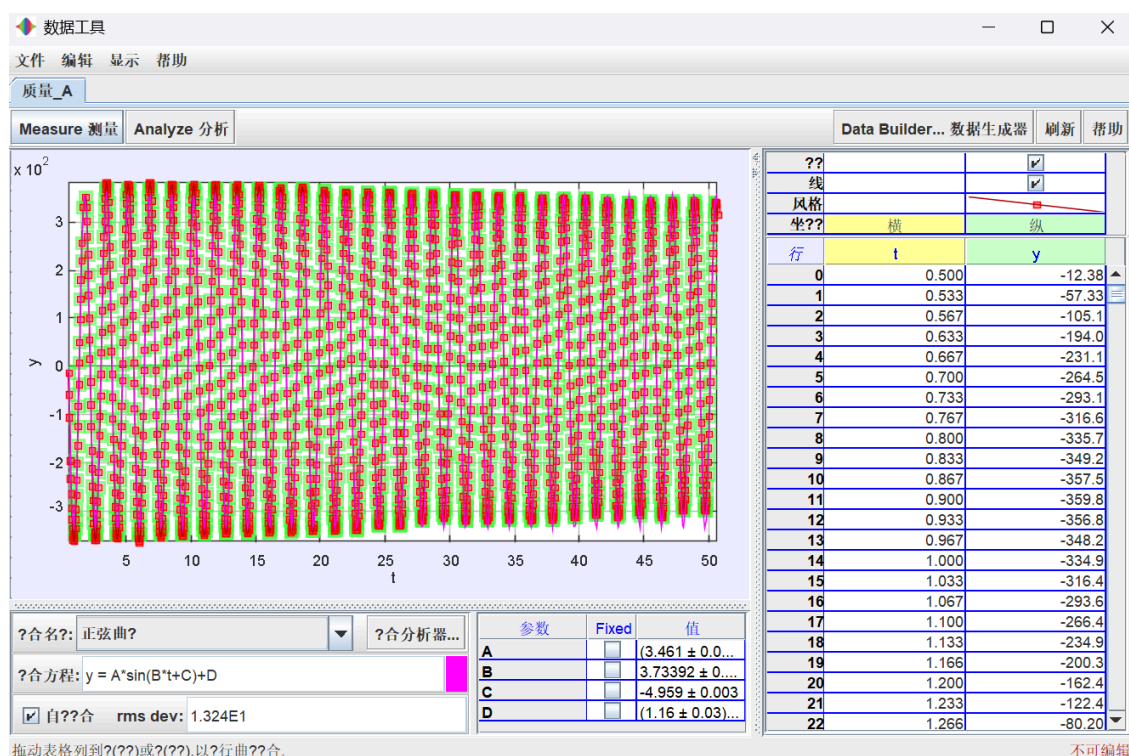 数据工具
文件 编辑 显示 帮助
质量_A
Measure 测量 Analyze 分析 Data Builder... 数据生成器 刷新 帮助
x 10²
3
2
1
0
-1
-2
-3
y
5 10 15 20 25 30 35 40 45 50
t
??
线
风格
坐?? 横 纵
行 t y
0 0.500 -12.38
1 0.533 -57.33
2 0.567 -105.1
3 0.633 -194.0
4 0.667 -231.1
5 0.700 -264.5
6 0.733 -293.1
7 0.767 -316.6
8 0.800 -335.7
9 0.833 -349.2
10 0.867 -357.5
11 0.900 -359.8
12 0.933 -356.8
13 0.967 -348.2
14 1.000 -334.9
15 1.033 -316.4
16 1.067 -293.6
17 1.100 -266.4
18 1.133 -234.9
19 1.166 -200.3
20 1.200 -162.4
21 1.233 -122.4
22 1.266 -80.20
?合名?: 正弦曲? ?合分析器...
?合方程: y = A*sin(B*t+C)+D
自??合 rms dev: 1.324E1
参数 Fixed 值
A (3.461 ± 0.0...
B 3.73392 ± 0....
C -4.959 ± 0.003
D (1.16 ± 0.03)...
拖动表格列到?(??)或?(??),以?行曲??合. 不可编辑